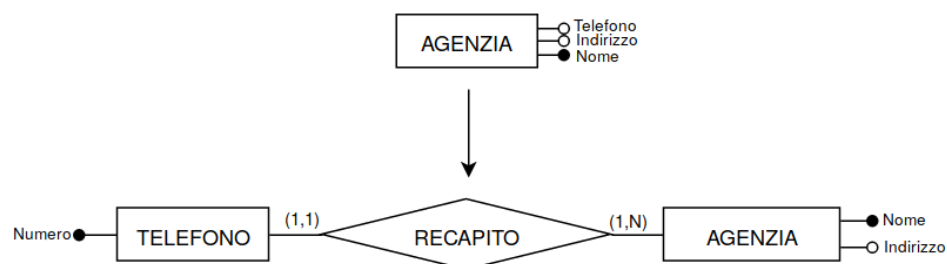 Telefono
AGENZIA
Indirizzo
Nome
(1,1)
(1,N)
Nome
Numero
TELEFONO
RECAPITO
AGENZIA
Indirizzo